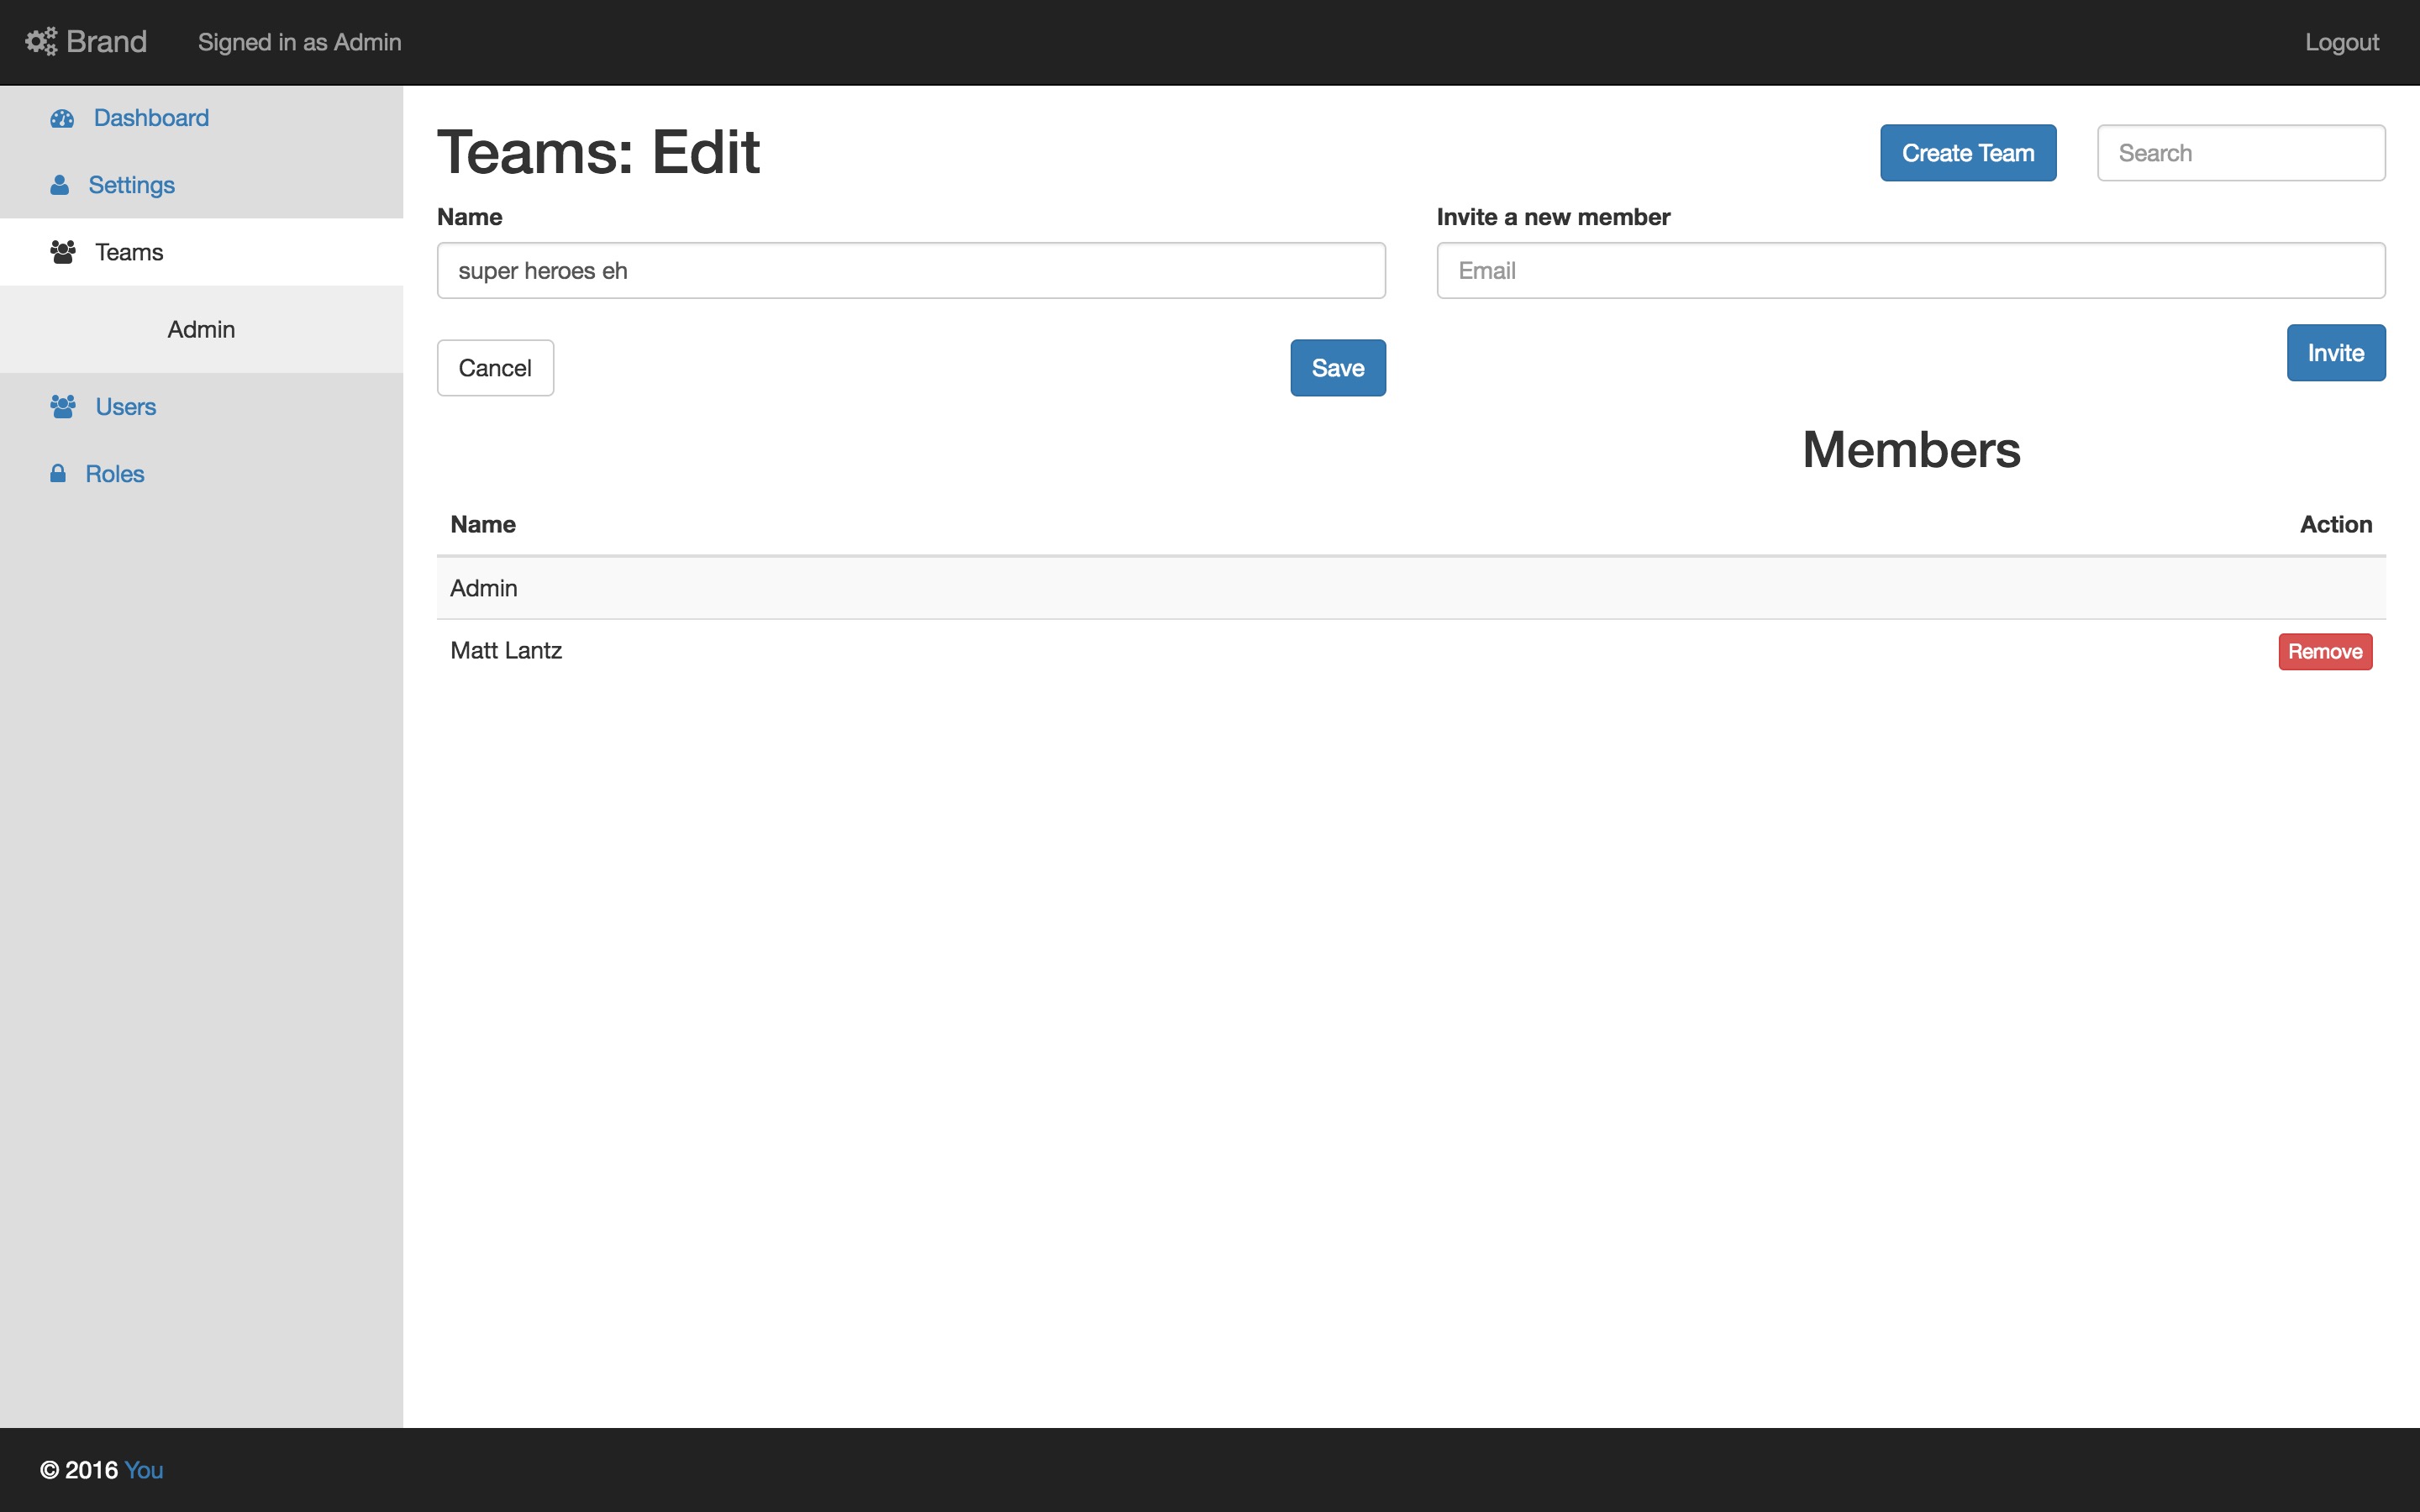 Brand Signed in as Admin Logout
Dashboard
Settings
Teams
Admin
Users
Roles
Teams: Edit Create Team Search
Name Invite a new member
super heroes eh Email
Cancel Save Invite
Members
Name Action
Admin
Matt Lantz Remove
© 2016 You